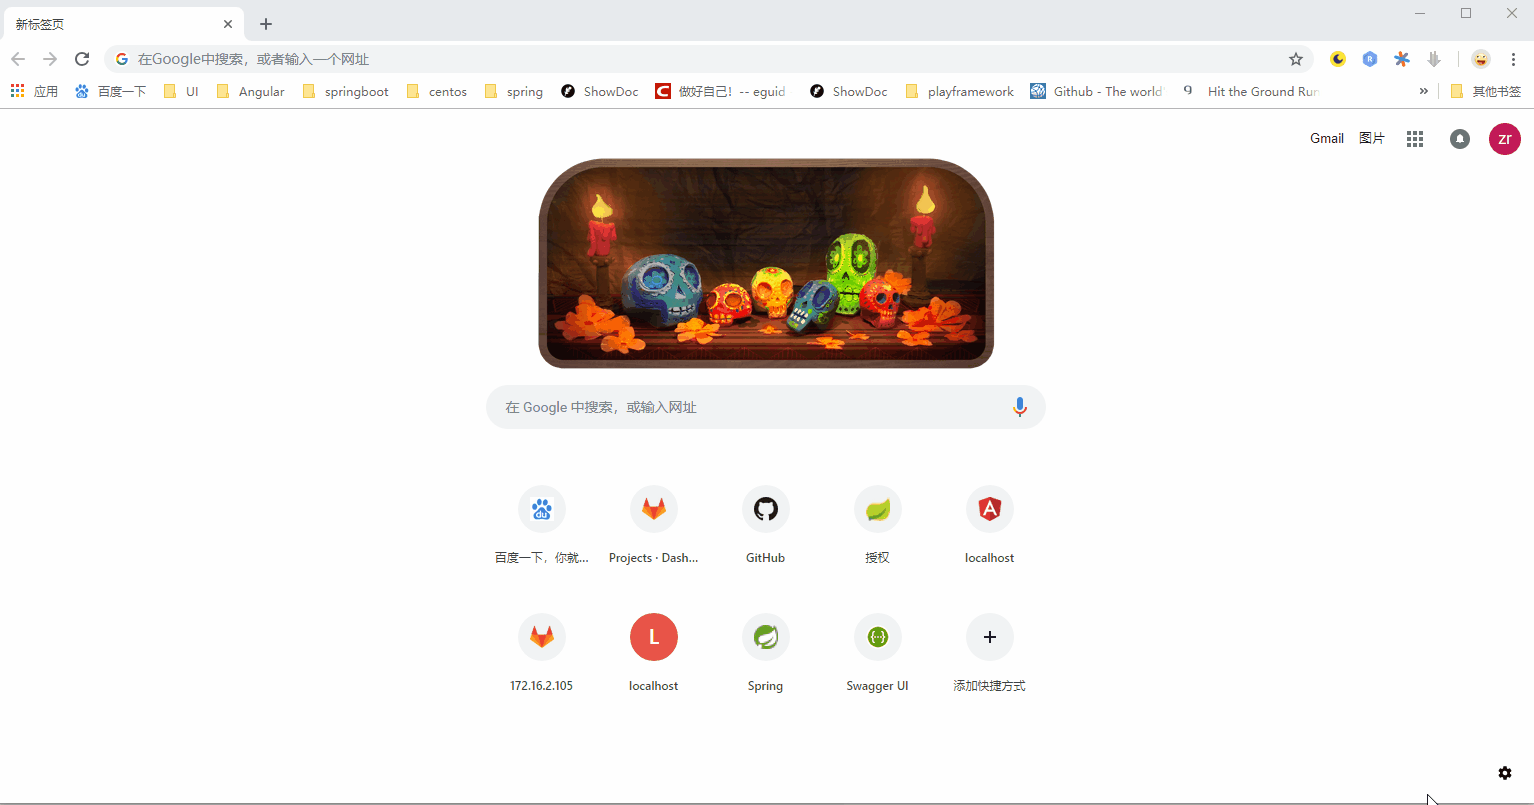 新标签页
在Google中搜索，或者输入一个网址
应用 百度一下 UI Angular springboot centos spring ShowDoc 做好自己！-- eguid ShowDoc playframework Github - The world' Hit the Ground Run » 其他书签
Gmail 图片 zr
在 Google 中搜索，或输入网址
百度一下，你就... Projects · Dash... GitHub 授权 localhost
L
172.16.2.105 localhost Spring Swagger UI 添加快捷方式